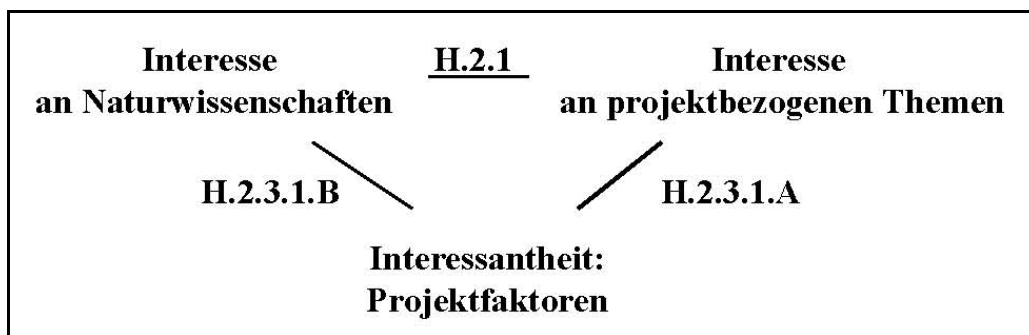 Interesse
an Naturwissenschaften
H.2.1
Interesse
an projektbezogenen Themen
H.2.3.1.B
H.2.3.1.A
Interessantheit:
Projektfaktoren